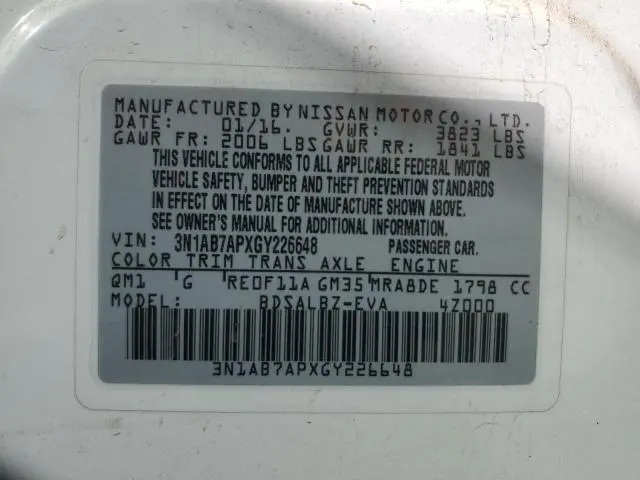 MANUFACTURED BY NISSAN MOTOR CO., LTD.
DATE: 01/16. GVWR: 3823 LBS
GAWR FR: 2006 LBS GAWR RR: 1841 LBS
THIS VEHICLE CONFORMS TO ALL APPLICABLE FEDERAL MOTOR
VEHICLE SAFETY, BUMPER AND THEFT PREVENTION STANDARDS
IN EFFECT ON THE DATE OF MANUFACTURE SHOWN ABOVE.
SEE OWNER'S MANUAL FOR ADDITIONAL INFORMATION.
VIN: 3N1AB7APXGY226648 PASSENGER CAR.
COLOR TRIM TRANS AXLE ENGINE
QM1 G RE0F11A GM35 MRA8DE 1798 CC
MODEL: BDSALBZ-EVA 4Z000
3N1AB7APXGY226648